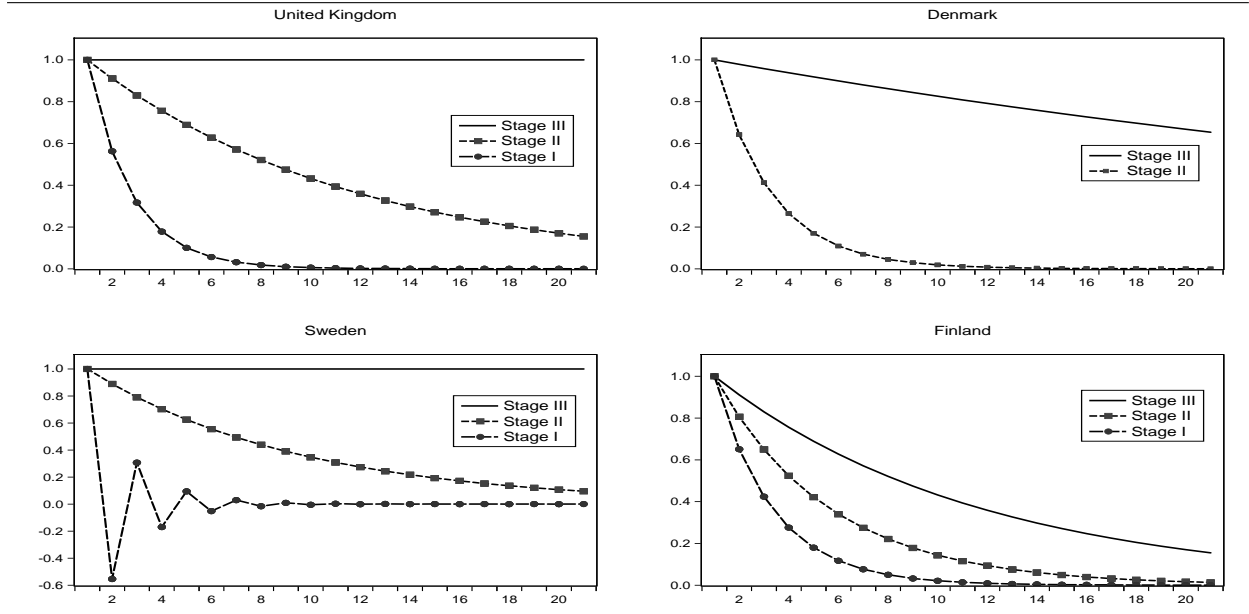 United Kingdom
1.0
0.8
0.6
0.4
0.2
0.0
Stage III
Stage II
Stage I
2 4 6 8 10 12 14 16 18 20
Denmark
1.0
0.8
0.6
0.4
0.2
0.0
Stage III
Stage II
2 4 6 8 10 12 14 16 18 20
Sweden
1.0
0.8
0.6
0.4
0.2
0.0
-0.2
-0.4
-0.6
Stage III
Stage II
Stage I
2 4 6 8 10 12 14 16 18 20
Finland
1.0
0.8
0.6
0.4
0.2
0.0
Stage III
Stage II
Stage I
2 4 6 8 10 12 14 16 18 20